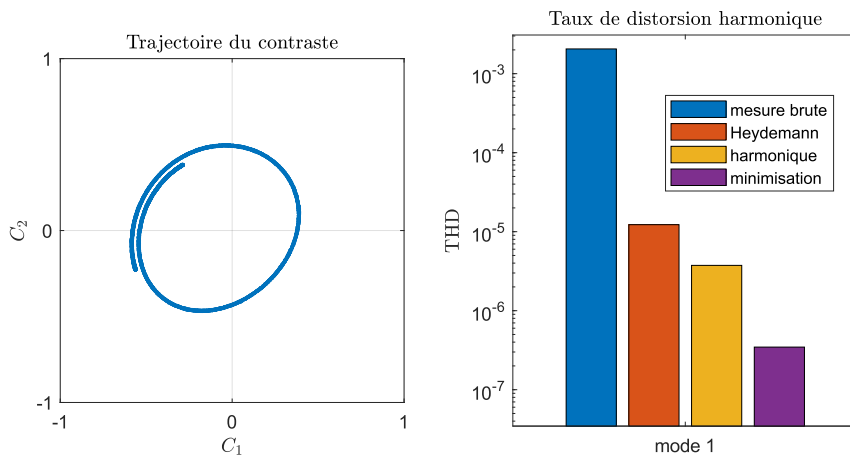 Trajectoire du contraste
1
0
-1
C2
-1
0
1
C1
Taux de distorsion harmonique
10-3
10-4
10-5
10-6
10-7
THD
mesure brute
Heydemann
harmonique
minimisation
mode 1